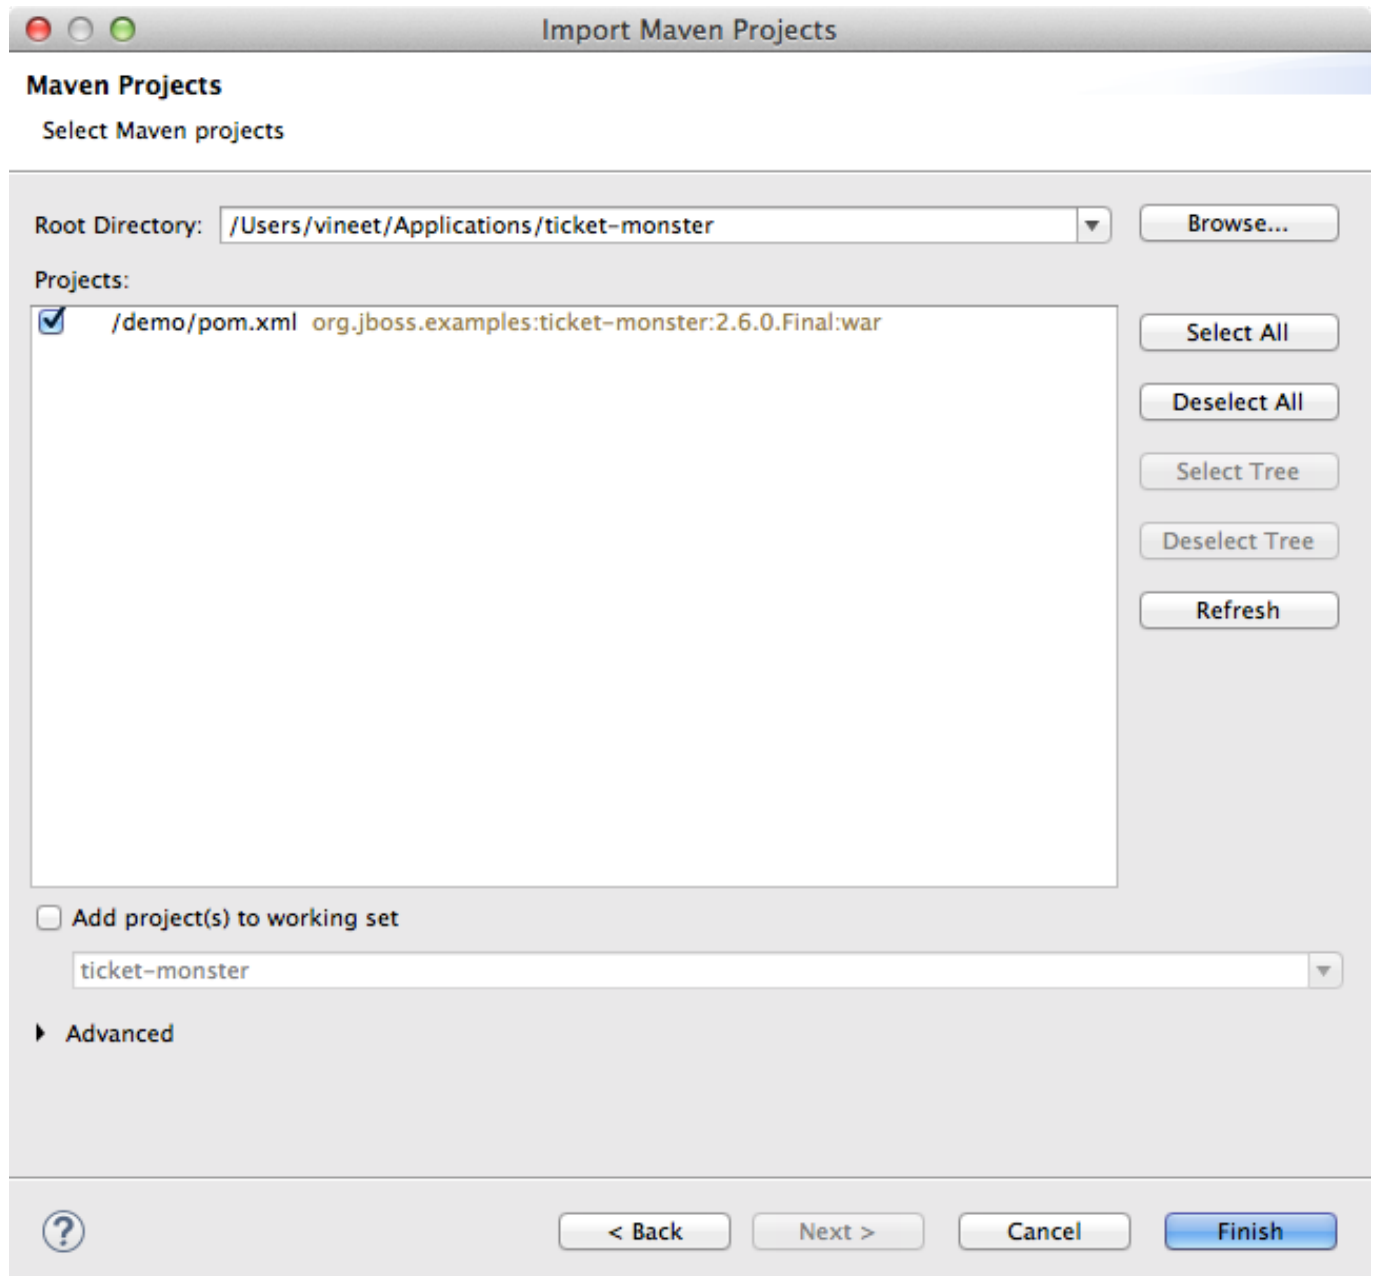 Import Maven Projects
Maven Projects
Select Maven projects
Root Directory: /Users/vineet/Applications/ticket-monster Browse...
Projects:
/demo/pom.xml org.jboss.examples:ticket-monster:2.6.0.Final:war
Select All
Deselect All
Select Tree
Deselect Tree
Refresh
Add project(s) to working set
ticket-monster
Advanced
? < Back Next > Cancel Finish